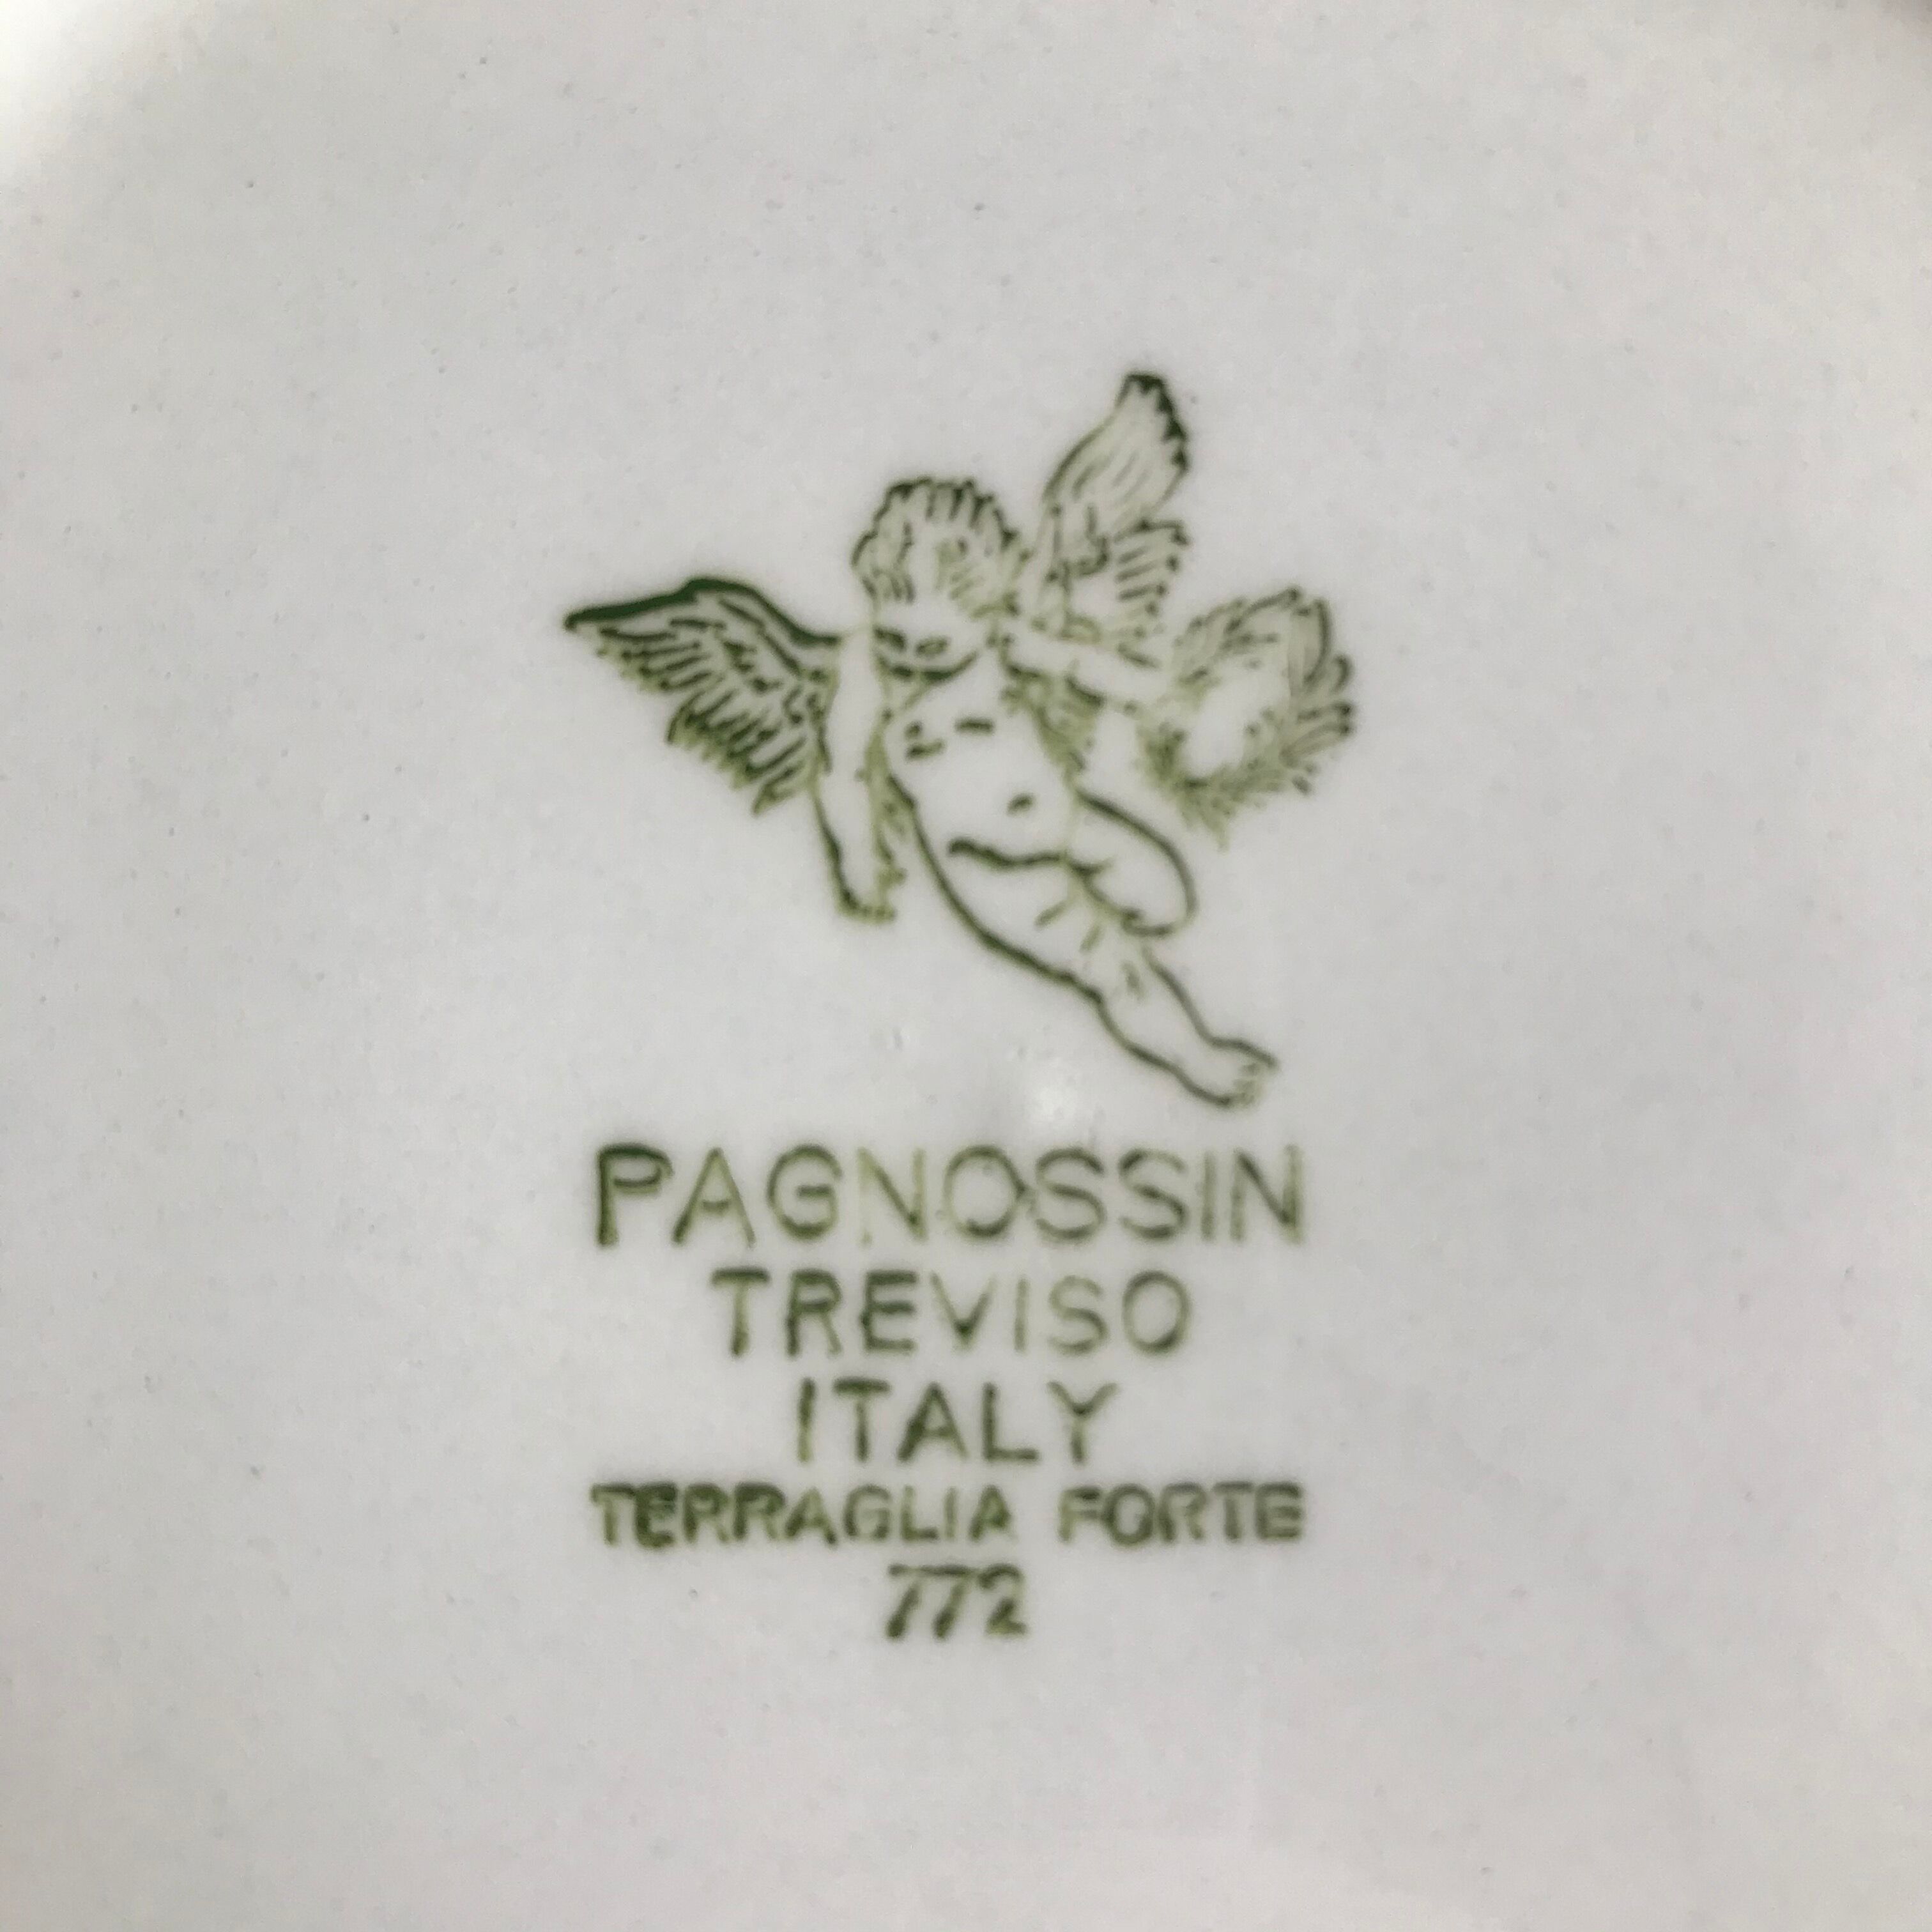 PAGNOSSIN
TREVISO
ITALY
TERRAGLIA FORTE
772